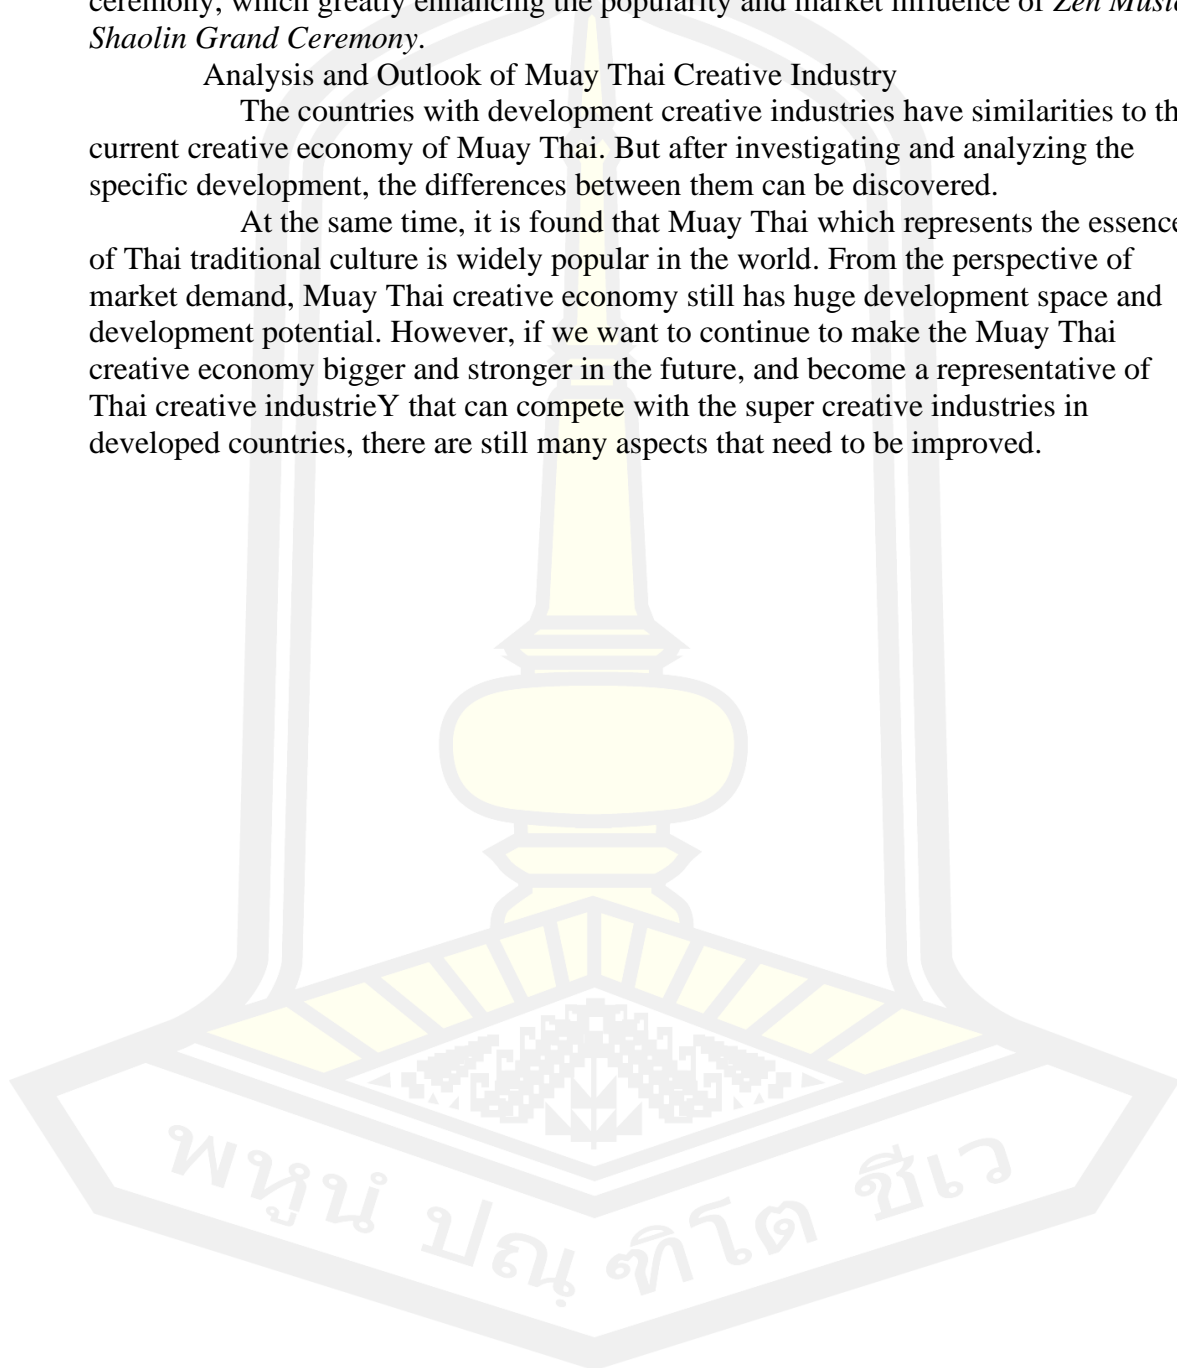 ceremony, which greatly enhancing the popularity and market influence of Zen Music
Shaolin Grand Ceremony.
Analysis and Outlook of Muay Thai Creative Industry
The countries with development creative industries have similarities to
current creative economy of Muay Thai. But after investigating and analyzing the
specific development, the differences between them can be discovered.
At the same time, it is found that Muay Thai which represents the essence
of Thai traditional culture is widely popular in the world. From the perspective of
market demand, Muay Thai creative economy still has huge development space and
development potential. However, if we want to continue to make the Muay Thai
creative economy bigger and stronger in the future, and become a representative of
Thai creative industrieY that can compete with the super creative industries in
developed countries, there are still many aspects that need to be improved.
พหูนํ ปณฺฑิโต ชีเว